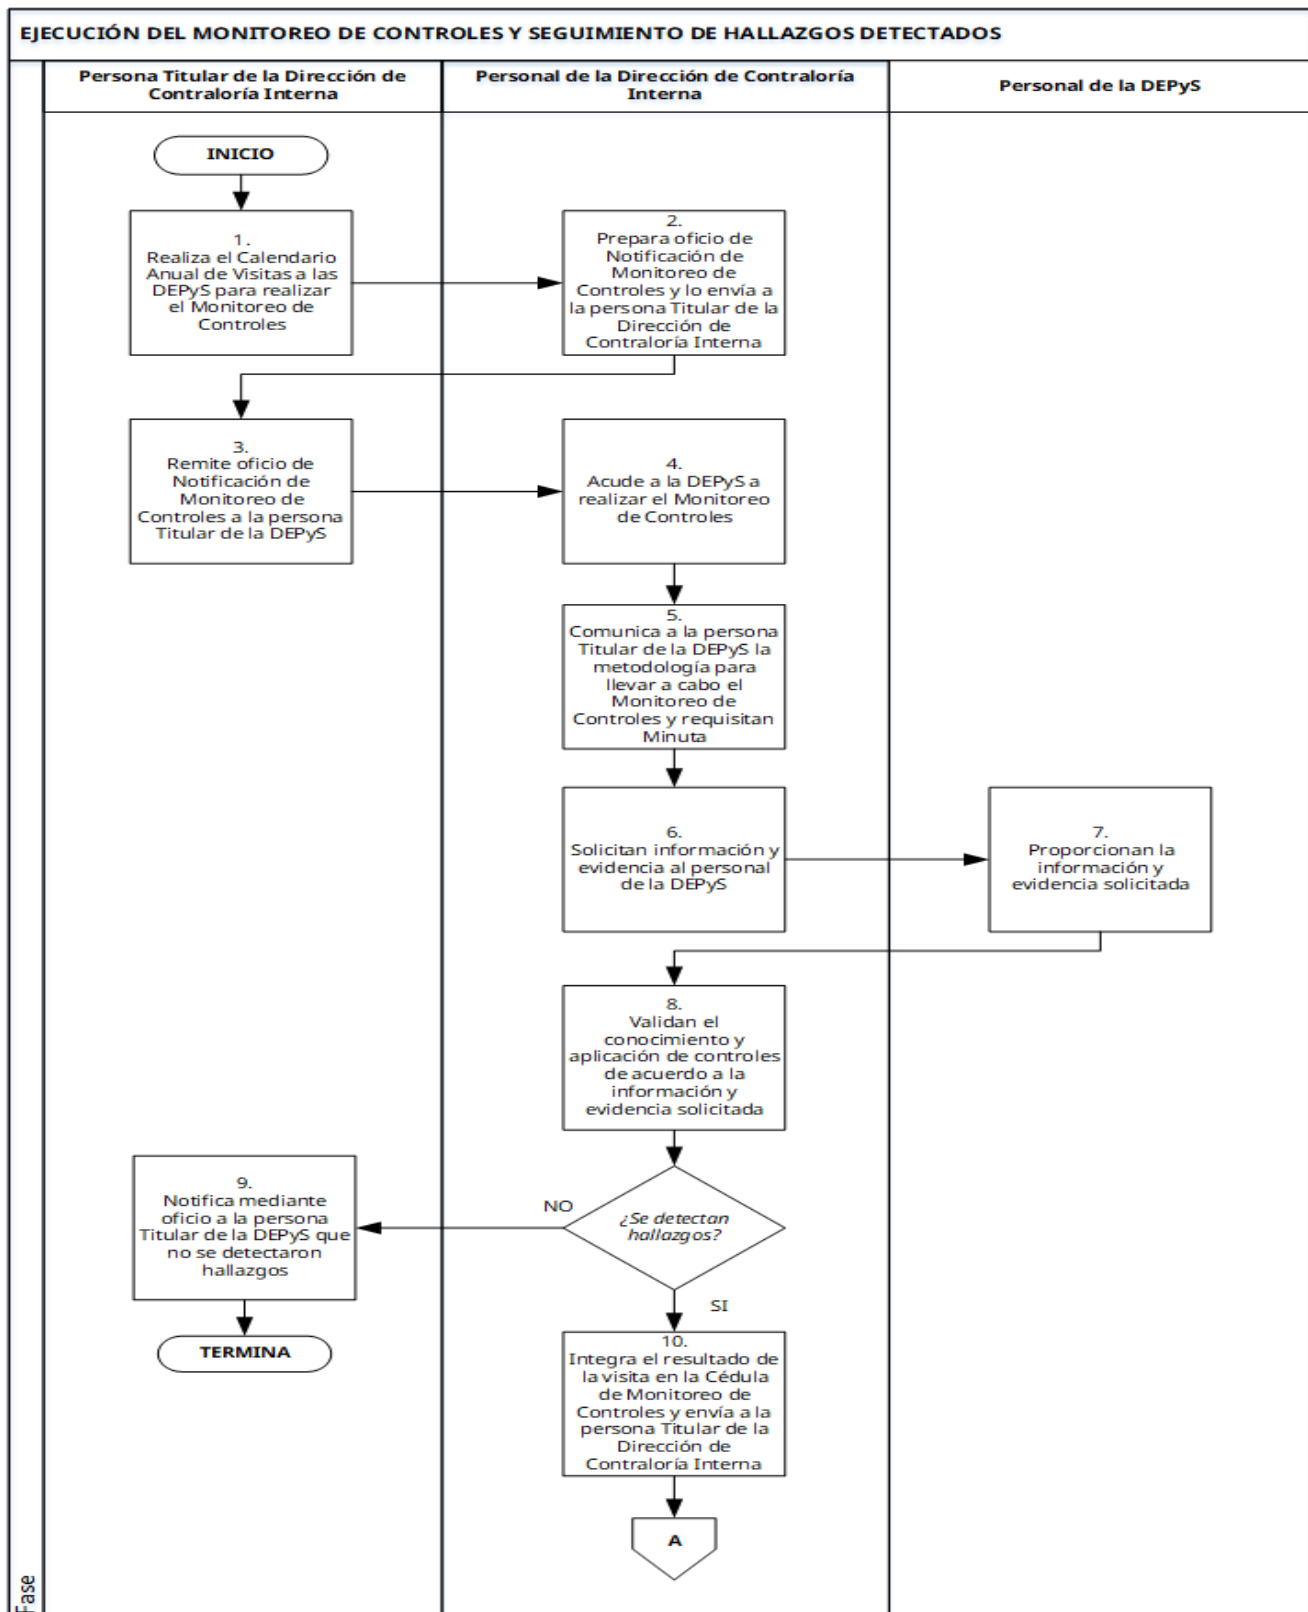 EJECUCIÓN DEL MONITOREO DE CONTROLES Y SEGUIMIENTO DE HALLAZGOS DETECTADOS
Persona Titular de la Dirección de
Contraloría Interna
Personal de la Dirección de Contraloría
Interna
Personal de la DEPyS
INICIO
1.
Realiza el Calendario
Anual de Visitas a las
DEPyS para realizar
el Monitoreo de
Controles
2.
Prepara oficio de
Notificación de
Monitoreo de
Controles y lo envía a
la persona Titular de la
Dirección de
Contraloría Interna
3.
Remite oficio de
Notificación de
Monitoreo de
Controles a la persona
Titular de la DEPyS
4.
Acude a la DEPyS a
realizar el Monitoreo
de Controles
5.
Comunica a la persona
Titular de la DEPyS la
metodología para
llevar a cabo el
Monitoreo de
Controles y requisitan
Minuta
6.
Solicitan información y
evidencia al personal
de la DEPyS
7.
Proporcionan la
información y
evidencia solicitada
8.
Validan el
conocimiento y
aplicación de controles
de acuerdo a la
información y
evidencia solicitada
¿Se detectan
hallazgos?
NO
9.
Notifica mediante
oficio a la persona
Titular de la DEPyS que
no se detectaron
hallazgos
TERMINA
SI
10.
Integra el resultado de
la visita en la Cédula
de Monitoreo de
Controles y envía a la
persona Titular de la
Dirección de
Contraloría Interna
A
Fase